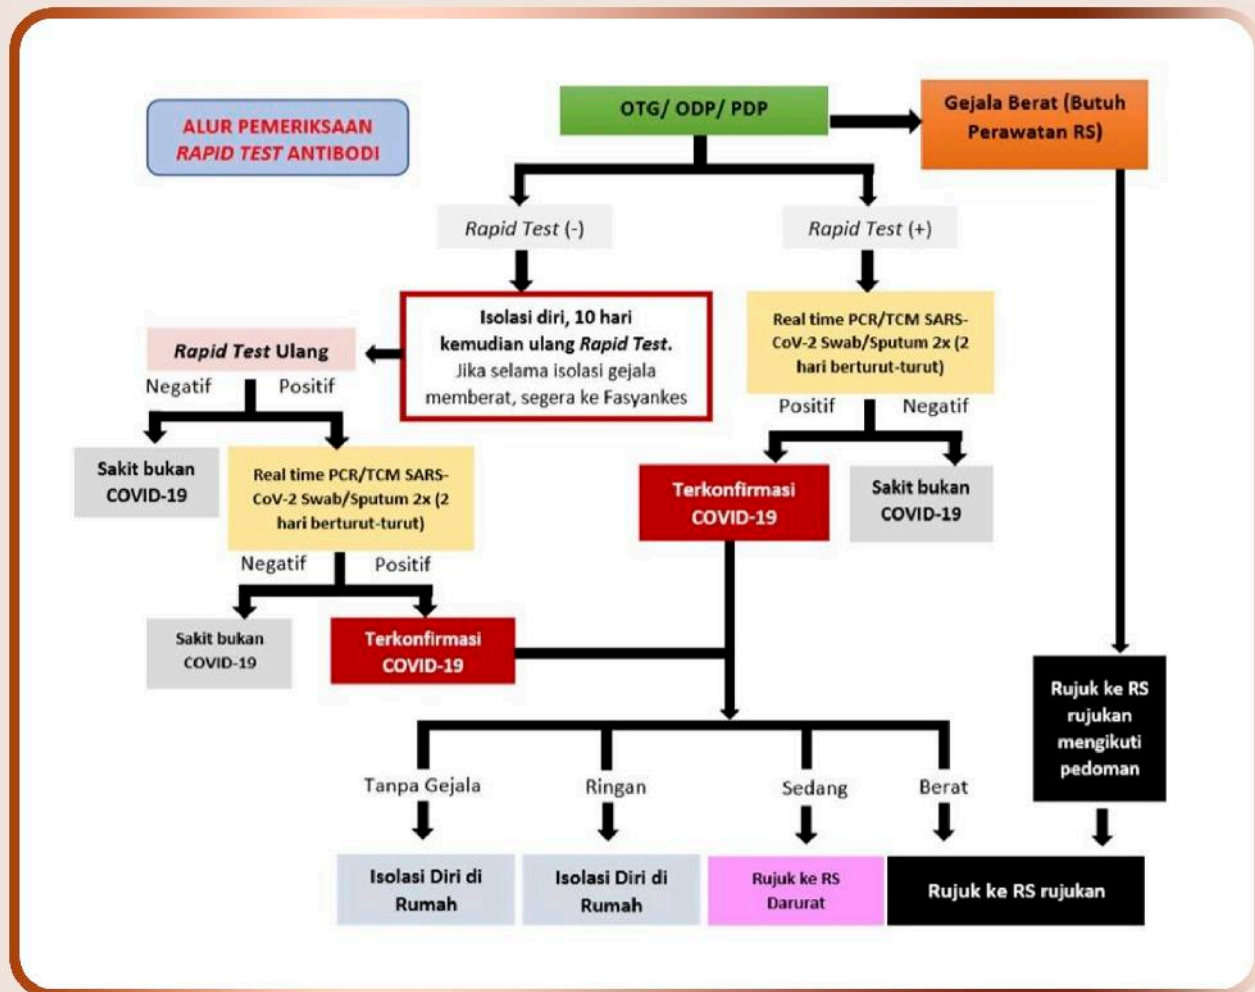 ALUR PEMERIKSAAN
RAPID TEST ANTIBODI
OTG/ ODP/ PDP
Gejala Berat (Butuh
Perawatan RS)
Rapid Test (-)
Rapid Test (+)
Isolasi diri, 10 hari
kemudian ulang Rapid Test.
Jika selama isolasi gejala
memberat, segera ke Fasyankes
Real time PCR/TCM SARS-
CoV-2 Swab/Sputum 2x (2
hari berturut-turut)
Rapid Test Ulang
Negatif Positif
Positif Negatif
Sakit bukan
COVID-19
Real time PCR/TCM SARS-
CoV-2 Swab/Sputum 2x (2
hari berturut-turut)
Terkonfirmasi
COVID-19
Sakit bukan
COVID-19
Negatif Positif
Sakit bukan
COVID-19
Terkonfirmasi
COVID-19
Rujuk ke RS
rujukan
mengikuti
pedoman
Tanpa Gejala Ringan Sedang Berat
Isolasi Diri di
Rumah
Isolasi Diri di
Rumah
Rujuk ke RS
Darurat
Rujuk ke RS rujukan